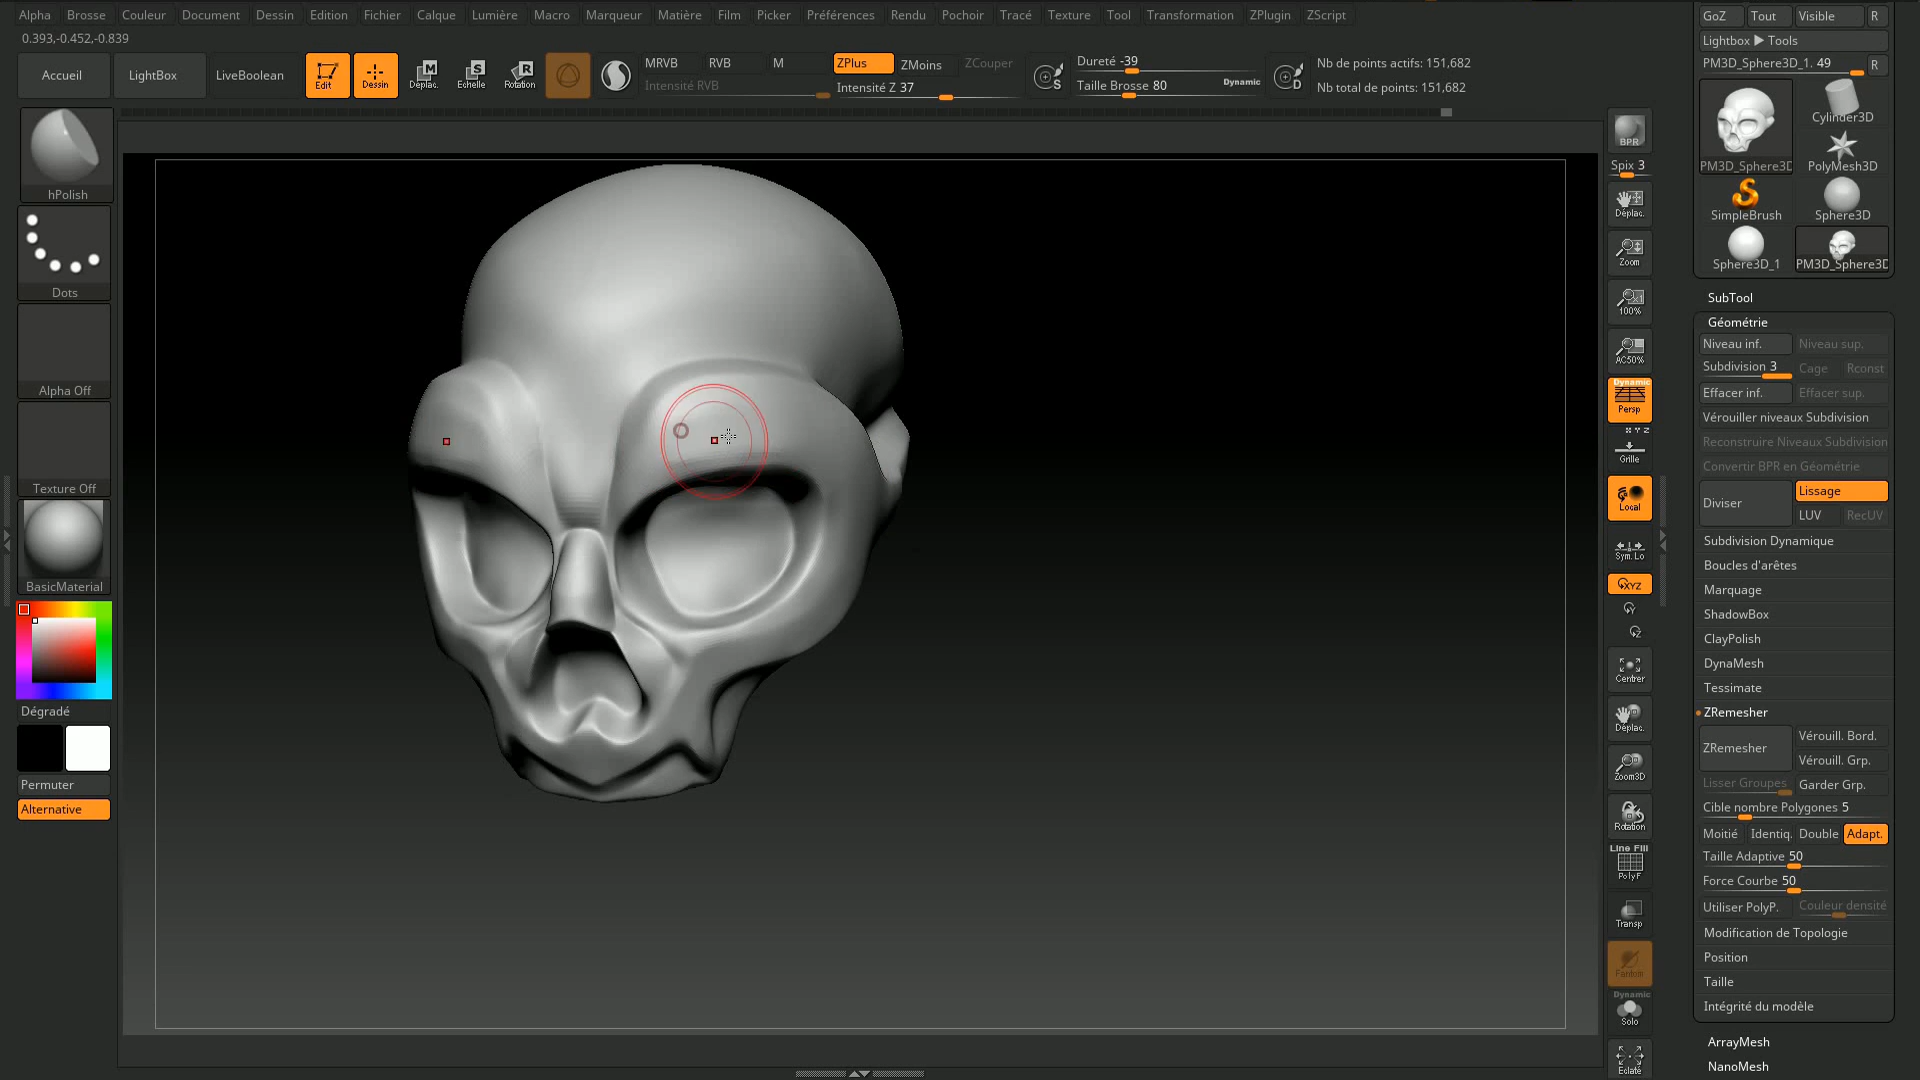 Alpha Brosse Couleur Document Dessin Edition Fichier Calque Lumière Macro Marqueur Matière Film Picker Préférences Rendu Pochoir Tracé Texture Tool Transformation ZPlugin ZScript
0.393,-0.452,-0.839
Accueil LightBox LiveBoolean Edit Dessin Déplac. Echelle Rotation
MRVB RVB M ZPlus ZMoins ZCouper
Intensité RVB Intensité Z 37
Dureté -39
Taille Brosse 80 Dynamic
Nb de points actifs: 151,682
Nb total de points: 151,682
hPolish
Dots
Alpha Off
Texture Off
BasicMaterial
Dégradé
Permuter
Alternative
BPR
Spix 3
Déplac.
Zoom
100%
AC50%
Dynamic
Persp
X Y Z
Grille
Local
Sym. Lo
XYZ
Y
Z
Centrer
Déplac.
Zoom3D
Rotation
Line Fill
PolyF
Transp
Fantôm
Dynamic
Solo
Eclaté
GoZ Tout Visible R
Lightbox ▶ Tools
PM3D_Sphere3D_1. 49 R
PM3D_Sphere3D
Cylinder3D
PolyMesh3D
SimpleBrush Sphere3D
Sphere3D_1 PM3D_Sphere3D
SubTool
Géométrie
Niveau inf. Niveau sup.
Subdivision 3 Cage Reconst
Effacer inf. Effacer sup.
Vérouiller niveaux Subdivision
Reconstruire Niveaux Subdivision
Convertir BPR en Géométrie
Diviser Lissage
LUV RecUV
Subdivision Dynamique
Boucles d'arêtes
Marquage
ShadowBox
ClayPolish
DynaMesh
Tessimate
ZRemesher
ZRemesher Vérouill. Bord.
Vérouill. Grp.
Lisser Groupes Garder Grp.
Cible nombre Polygones 5
Moitié Identiq. Double Adapt.
Taille Adaptive 50
Force Courbe 50
Utiliser PolyP. Couleur densité
Modification de Topologie
Position
Taille
Intégrité du modèle
ArrayMesh
NanoMesh